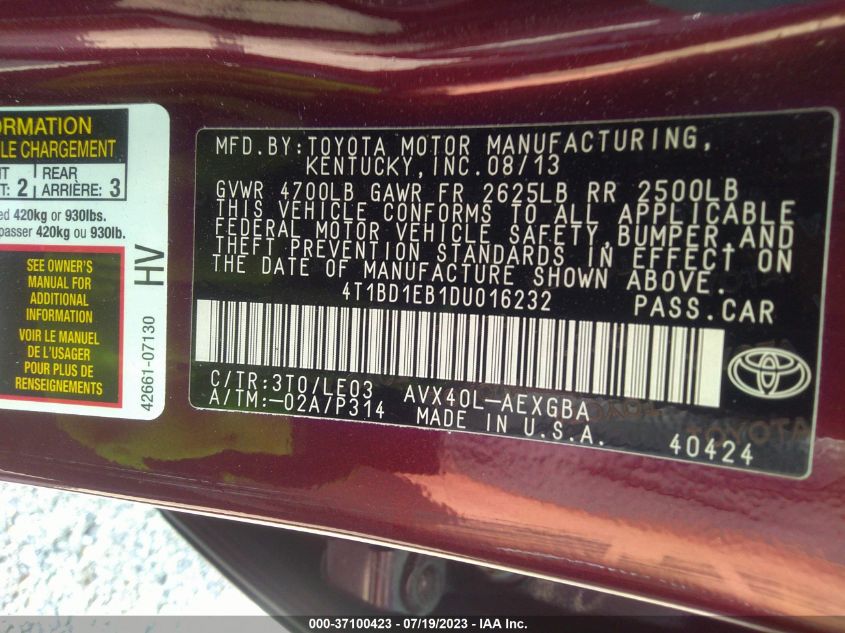 ORMATION
LE CHARGEMENT
NT
T: 2
REAR
ARRIÈRE: 3
ed 420kg or 930lbs.
passer 420kg ou 930lb.
SEE OWNER'S
MANUAL FOR
ADDITIONAL
INFORMATION
VOIR LE MANUEL
DE L'USAGER
POUR PLUS DE
RENSEIGNEMENTS
HV
42661-07130
MFD.BY:TOYOTA MOTOR MANUFACTURING,
KENTUCKY,INC.08/13
GVWR 4700LB GAWR FR 2625LB RR 2500LB
THIS VEHICLE CONFORMS TO ALL APPLICABLE
FEDERAL MOTOR VEHICLE SAFETY,BUMPER,AND
THEFT PREVENTION STANDARDS IN EFFECT ON
THE DATE OF MANUFACTURE SHOWN ABOVE.
4T1BD1EB1DU016232 PASS.CAR
C/TR:3T0/LE03 AVX40L-AEXGBA
A/TM:-02A7P314 MADE IN U.S.A.
40424
TOYOTA
000-37100423 - 07/19/2023 - IAA Inc.